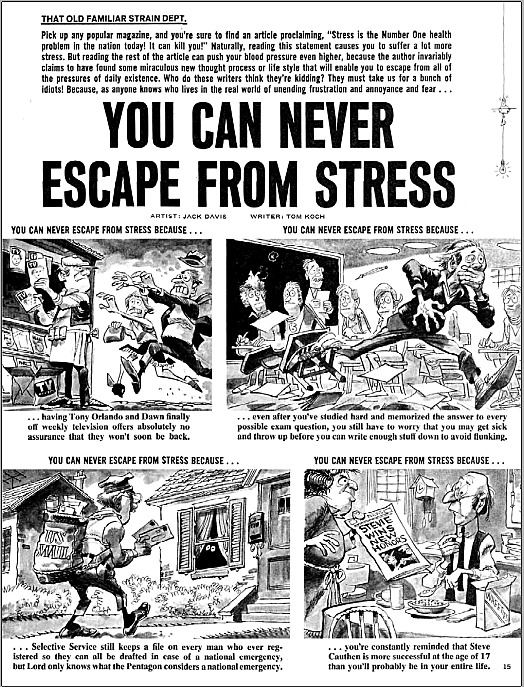 THAT OLD FAMILIAR STRAIN DEPT.
Pick up any popular magazine, and you're sure to find an article proclaiming, "Stress is the Number One health
problem in the nation today! It can kill you!" Naturally, reading this statement causes you to suffer a lot more
stress. But reading the rest of the article can push your blood pressure even higher, because the author invariably
claims to have found some miraculous new process or life style that will enable you to escape from all of
the pressures of daily existence. Who do these writers think they're kidding? They must take us for a bunch of
idiots! Because, as anyone knows who lives in the real world of unending frustration and annoyance and fear . . .
YOU CAN NEVER
ESCAPE FROM STRESS
ARTIST: JACK DAVIS WRITER: TOM KOCH
YOU CAN NEVER ESCAPE FROM STRESS BECAUSE . . .
. . . having Tony Orlando and Dawn finally
off weekly television offers absolutely no
assurance that they won't soon be back.
YOU CAN NEVER ESCAPE FROM STRESS BECAUSE . . .
. . . even after you've studied hard and memorized the answer to every
possible exam question, you still have to worry that you may get sick
and throw up before you can write enough stuff down to avoid flunking.
YOU CAN NEVER ESCAPE FROM STRESS BECAUSE . . .
U.S.
MAIL
. . . Selective Service still keeps a file on every man who ever reg-
istered so they can all be drafted in case of a national emergency,
but Lord only knows what the Pentagon considers a national emergency.
YOU CAN NEVER ESCAPE FROM STRESS BECAUSE . . .
STEVE
WINS
AEGAIN
. . . you're constantly reminded that Steve
Cauthen is more successful at the age of 17
than you'll probably be in your entire life.
15